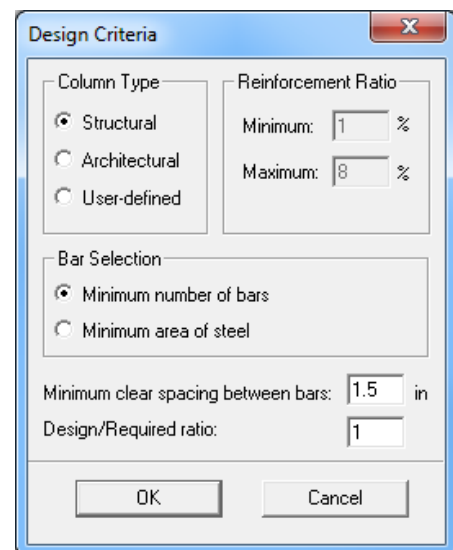 Design Criteria
Column Type
Structural
Architectural
User-defined
Reinforcement Ratio
Minimum: 1 %
Maximum: 8 %
Bar Selection
Minimum number of bars
Minimum area of steel
Minimum clear spacing between bars: 1.5 in
Design/Required ratio: 1
OK Cancel